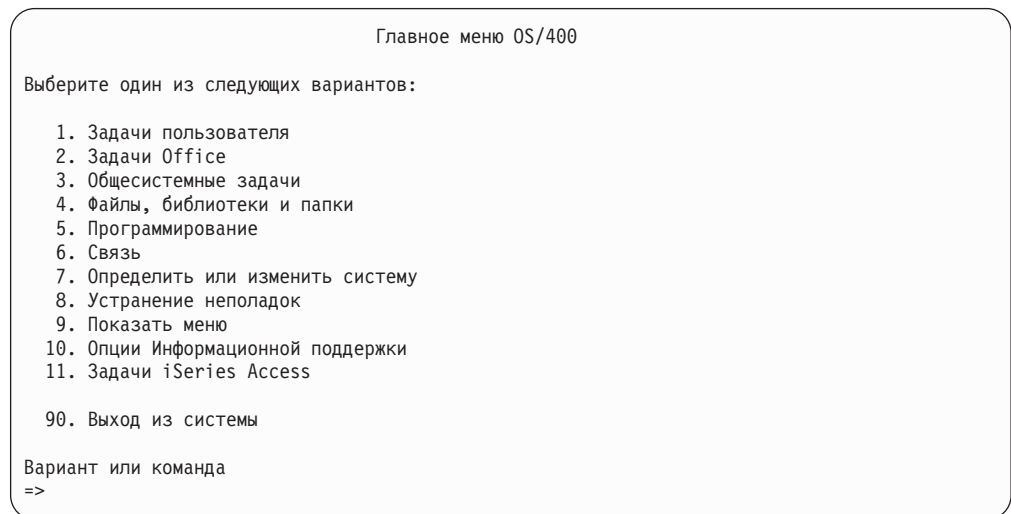 Главное меню OS/400
Выберите один из следующих вариантов:
1. Задачи пользователя
2. Задачи Office
3. Общесистемные задачи
4. Файлы, библиотеки и папки
5. Программирование
6. Связь
7. Определить или изменить систему
8. Устранение неполадок
9. Показать меню
10. Опции Информационной поддержки
11. Задачи iSeries Access
90. Выход из системы
Вариант или команда
=>